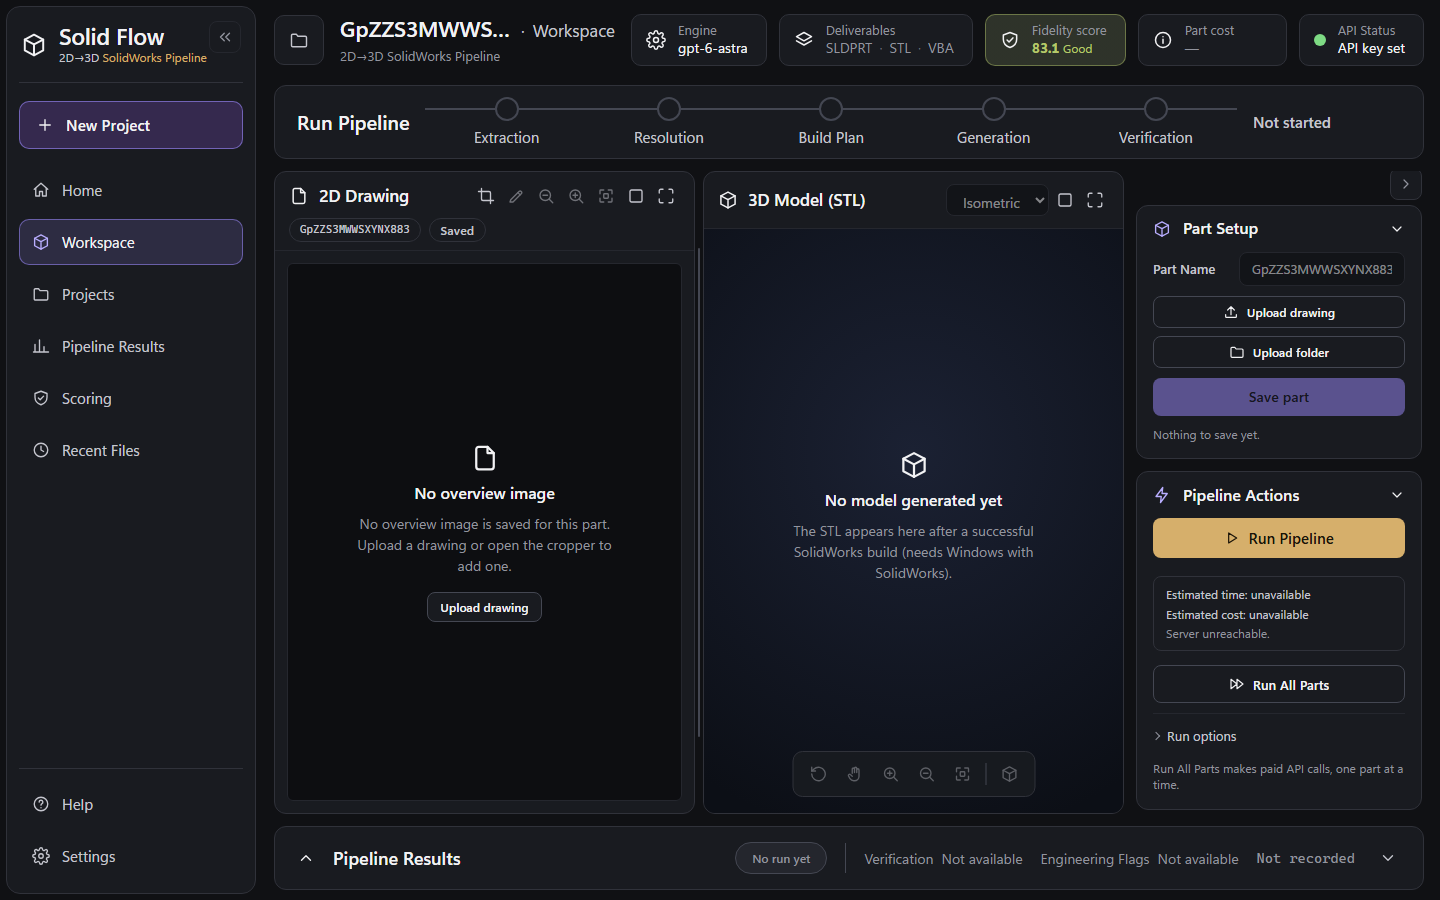 Solid Flow
2D→3D SolidWorks Pipeline
New Project
Home
Workspace
Projects
Pipeline Results
Scoring
Recent Files
Help
Settings
GpZZS3MWWS... · Workspace
2D→3D SolidWorks Pipeline
Engine
gpt-6-astra
Deliverables
SLDPRT · STL · VBA
Fidelity score
83.1 Good
Part cost
—
API Status
API key set
Run Pipeline
Extraction
Resolution
Build Plan
Generation
Verification
Not started
2D Drawing
GpZZS3MWWSXYNX883
Saved
No overview image
No overview image is saved for this part.
Upload a drawing or open the cropper to
add one.
Upload drawing
3D Model (STL)
Isometric
No model generated yet
The STL appears here after a successful
SolidWorks build (needs Windows with
SolidWorks).
Part Setup
Part Name
GpZZS3MWWSXYNX883
Upload drawing
Upload folder
Save part
Nothing to save yet.
Pipeline Actions
Run Pipeline
Estimated time: unavailable
Estimated cost: unavailable
Server unreachable.
Run All Parts
Run options
Run All Parts makes paid API calls, one part at a
time.
Pipeline Results
No run yet
Verification Not available
Engineering Flags Not available
Not recorded